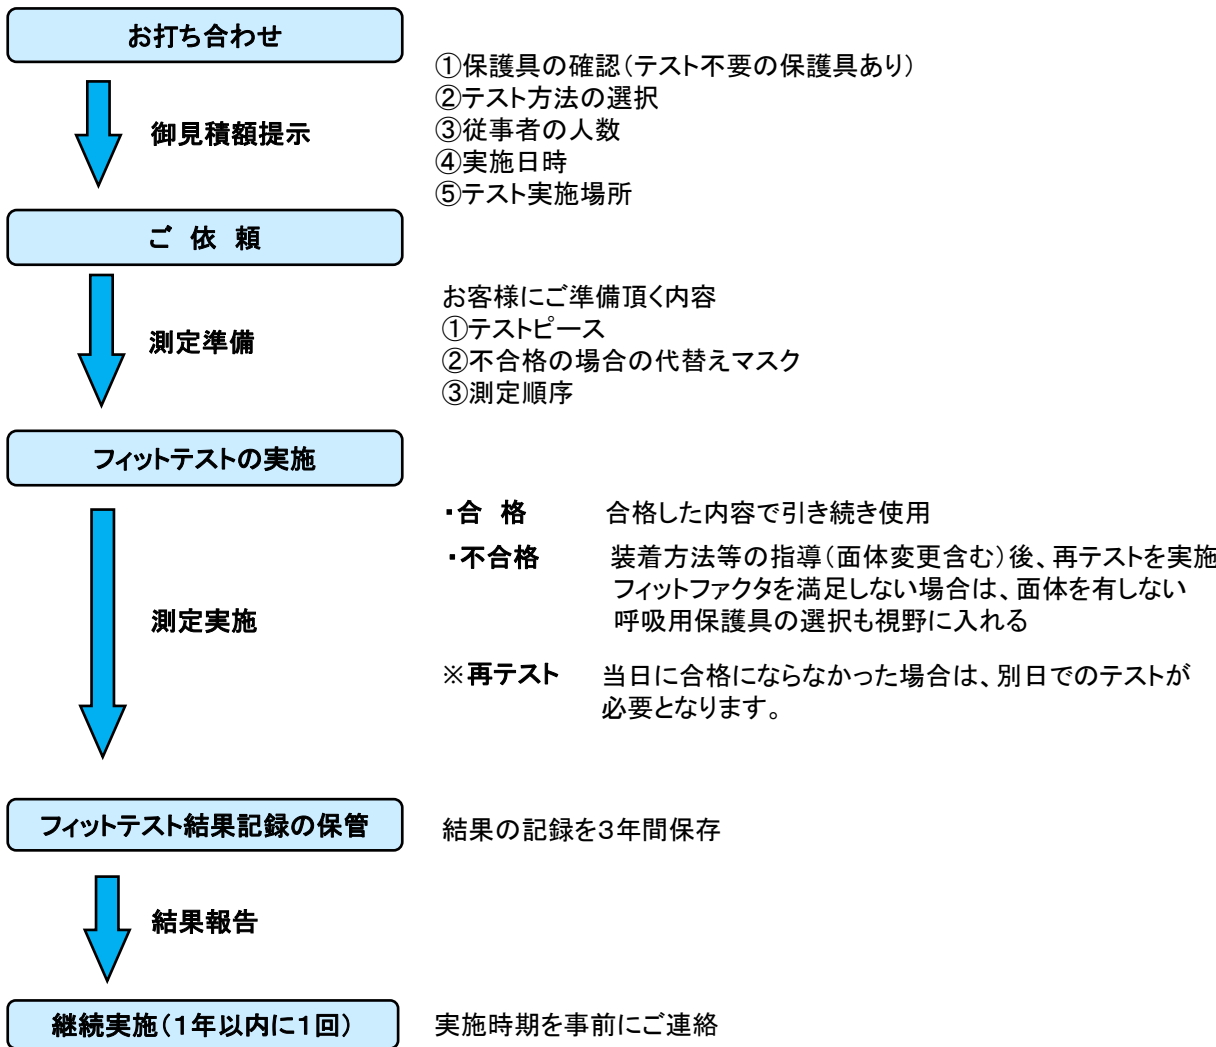 お打ち合わせ
①保護具の確認（テスト不要の保護具あり）
②テスト方法の選択
御見積額提示
③従事者の人数
④実施日時
⑤テスト実施場所
ご 依 頼
お客様にご準備頂く内容
①テストピース
測定準備
②不合格の場合の代替えマスク
③測定順序
フィットテストの実施
・合 格 合格した内容で引き続き使用
・不合格 装着方法等の指導（面体変更含む）後、再テストを実施
フィットファクタを満足しない場合は、面体を有しない
呼吸用保護具の選択も視野に入れる
測定実施
※再テスト 当日に合格にならなかった場合は、別日でのテストが
必要となります。
フィットテスト結果記録の保管
結果の記録を３年間保存
結果報告
継続実施（１年以内に１回）
実施時期を事前にご連絡